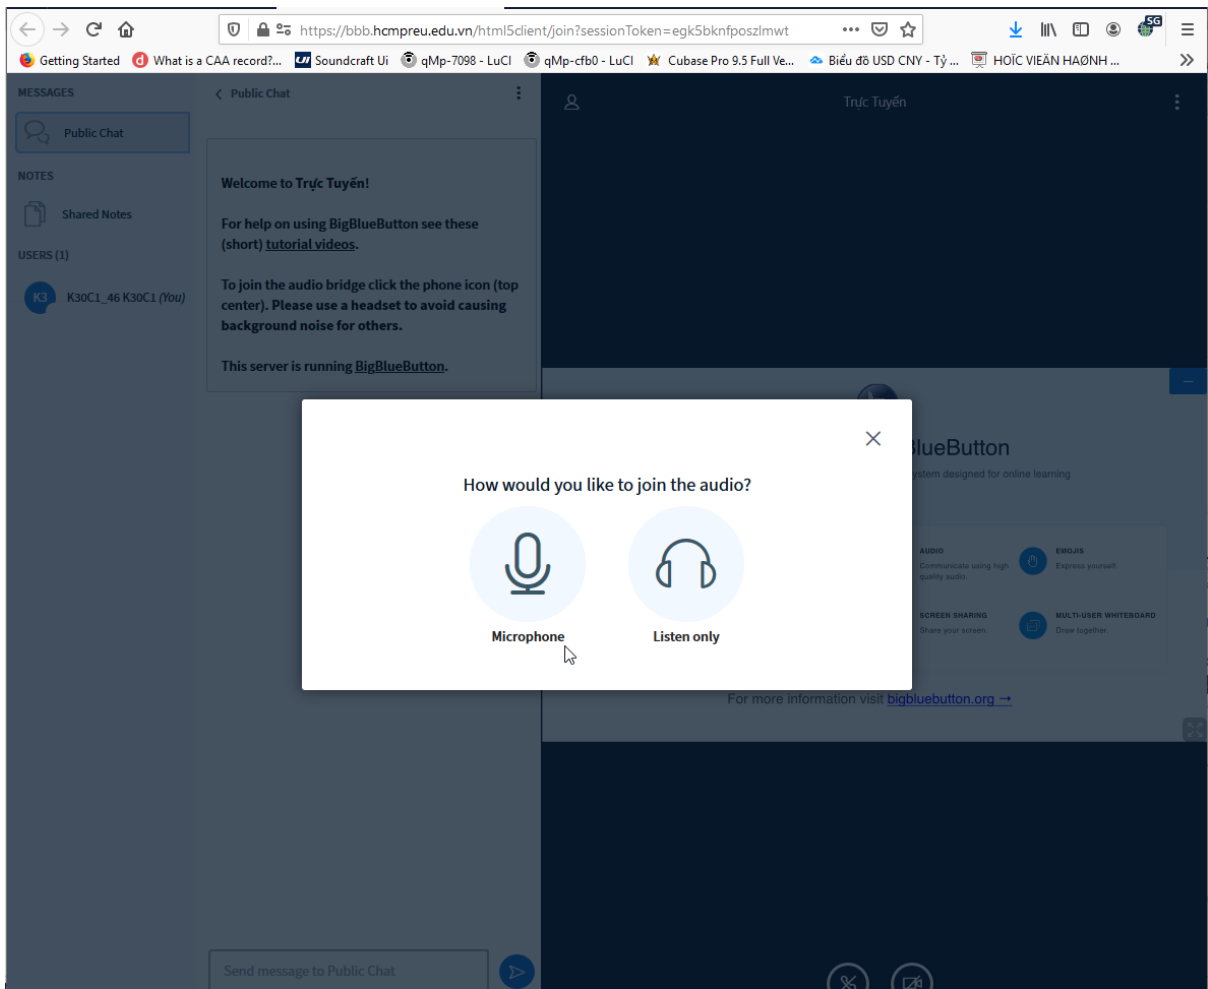 https://bbb.hcmpreu.edu.vn/html5client/join?sessionToken=egk5bknfposzlmwt
SG
Getting Started
What is a CAA record?...
Soundcraft Ui
qMp-7098 - LuCI
qMp-cfb0 - LuCI
Cubase Pro 9.5 Full Ve...
Biểu đồ USD CNY - Tỷ ...
HOÏC VIEÄN HAØNH ...
MESSAGES
Public Chat
NOTES
Shared Notes
USERS (1)
K3
K30C1_46 K30C1 (You)
Public Chat
Welcome to Trực Tuyến!
For help on using BigBlueButton see these
(short) tutorial videos.
To join the audio bridge click the phone icon (top
center). Please use a headset to avoid causing
background noise for others.
This server is running BigBlueButton.
Send message to Public Chat
Trực Tuyến
How would you like to join the audio?
Microphone
Listen only
lueButton
ystem designed for online learning
AUDIO
Communicate using high
quality audio.
EMOJIS
Express yourself.
SCREEN SHARING
Share your screen.
MULTI-USER WHITEBOARD
Draw together.
For more information visit bigbluebutton.org →